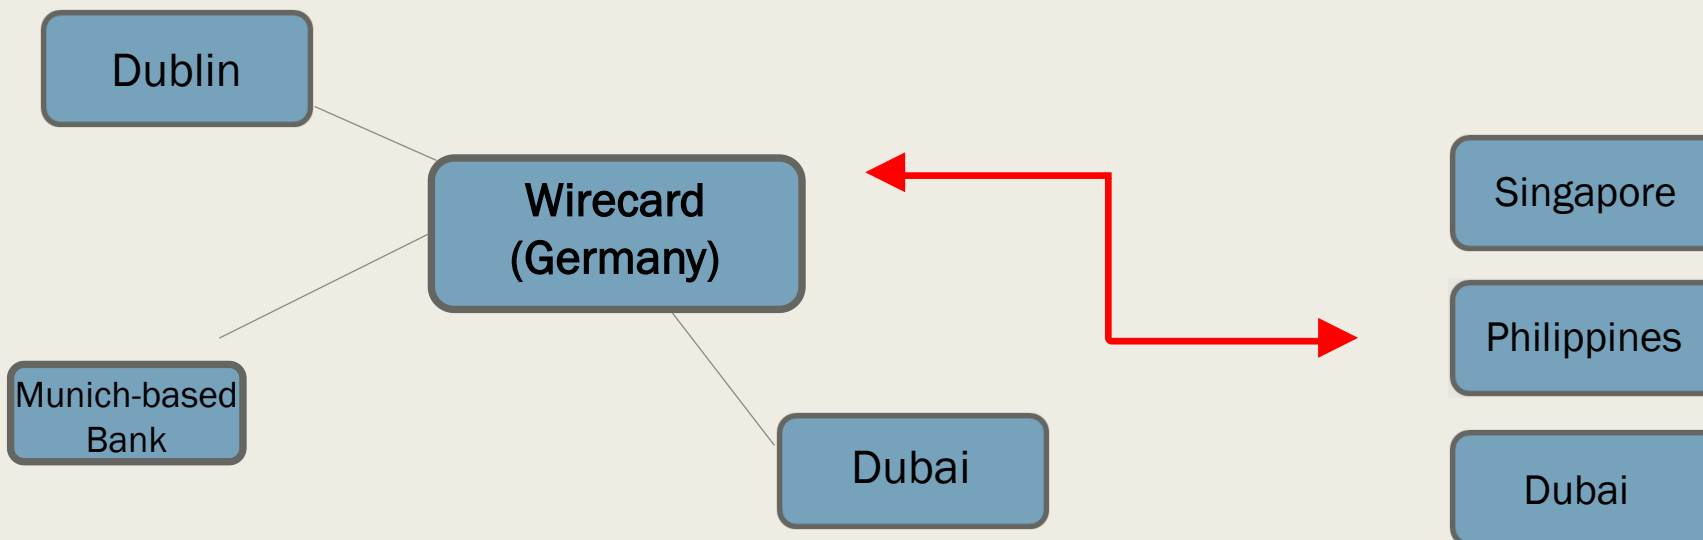 Dublin
Wirecard
(Germany)
Munich-based
Bank
Dubai
Singapore
Philippines
Dubai